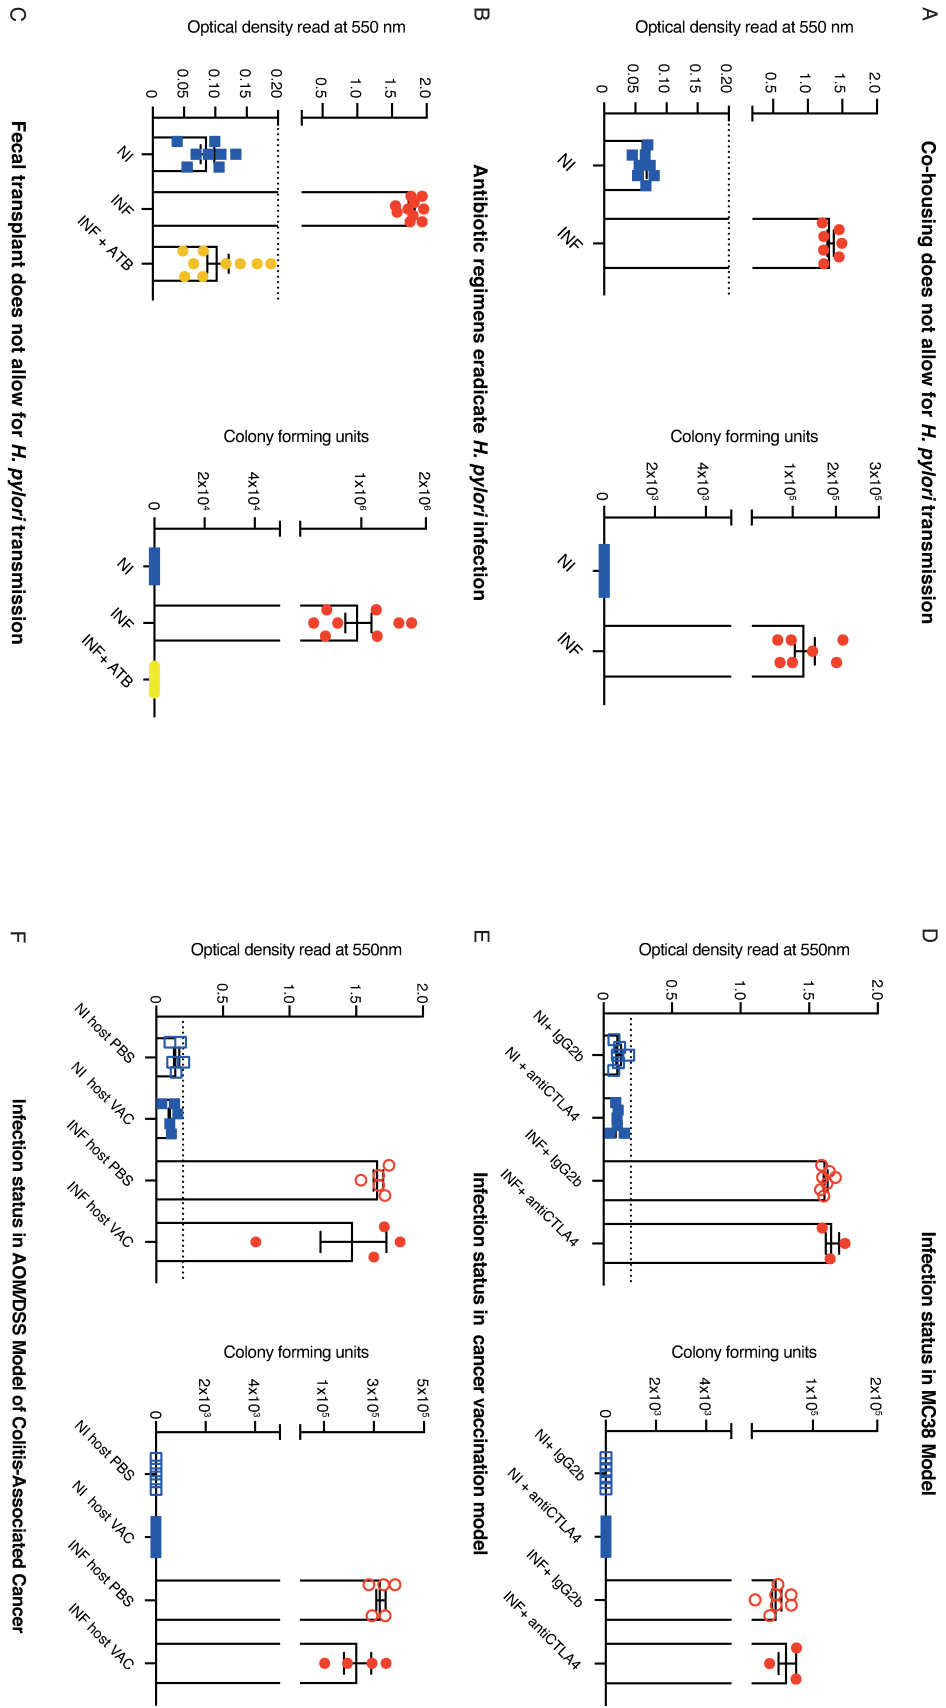 A
Co-housing does not allow for H. pylori transmission
Optical density read at 550 nm
2.0
1.5
1.0
0.5
0.20
0.15
0.10
0.05
0.00
NI
INF
Colony forming units
3x10⁵
2x10⁵
1x10⁵
4x10³
2x10³
0
NI
INF
D
Infection status in MC38 Model
Optical density read at 550nm
2.0
1.5
1.0
0.5
0
NI+ IgG2b
NI + antiCTLA4
INF+ IgG2b
INF+ antiCTLA4
Colony forming units
2x10⁵
1x10⁵
4x10³
2x10³
0
NI+ IgG2b
NI + antiCTLA4
INF+ IgG2b
INF+ antiCTLA4
B
Antibiotic regimens eradicate H. pylori infection
Optical density read at 550 nm
2.0
1.5
1.0
0.5
0.20
0.15
0.10
0.05
0
NI
INF
INF + ATB
Colony forming units
2x10⁶
1x10⁶
4x10⁴
2x10⁴
0
NI
INF
INF+ ATB
E
Infection status in cancer vaccination model
Optical density read at 550nm
2.0
1.5
1.0
0.5
0
NI host PBS
NI host VAC
INF host PBS
INF host VAC
Colony forming units
5x10⁵
3x10⁵
1x10⁵
4x10³
2x10³
0
NI host PBS
NI host VAC
INF host PBS
INF host VAC
C
Fecal transplant does not allow for H. pylori transmission
F
Infection status in AOM/DSS Model of Colitis-Associated Cancer